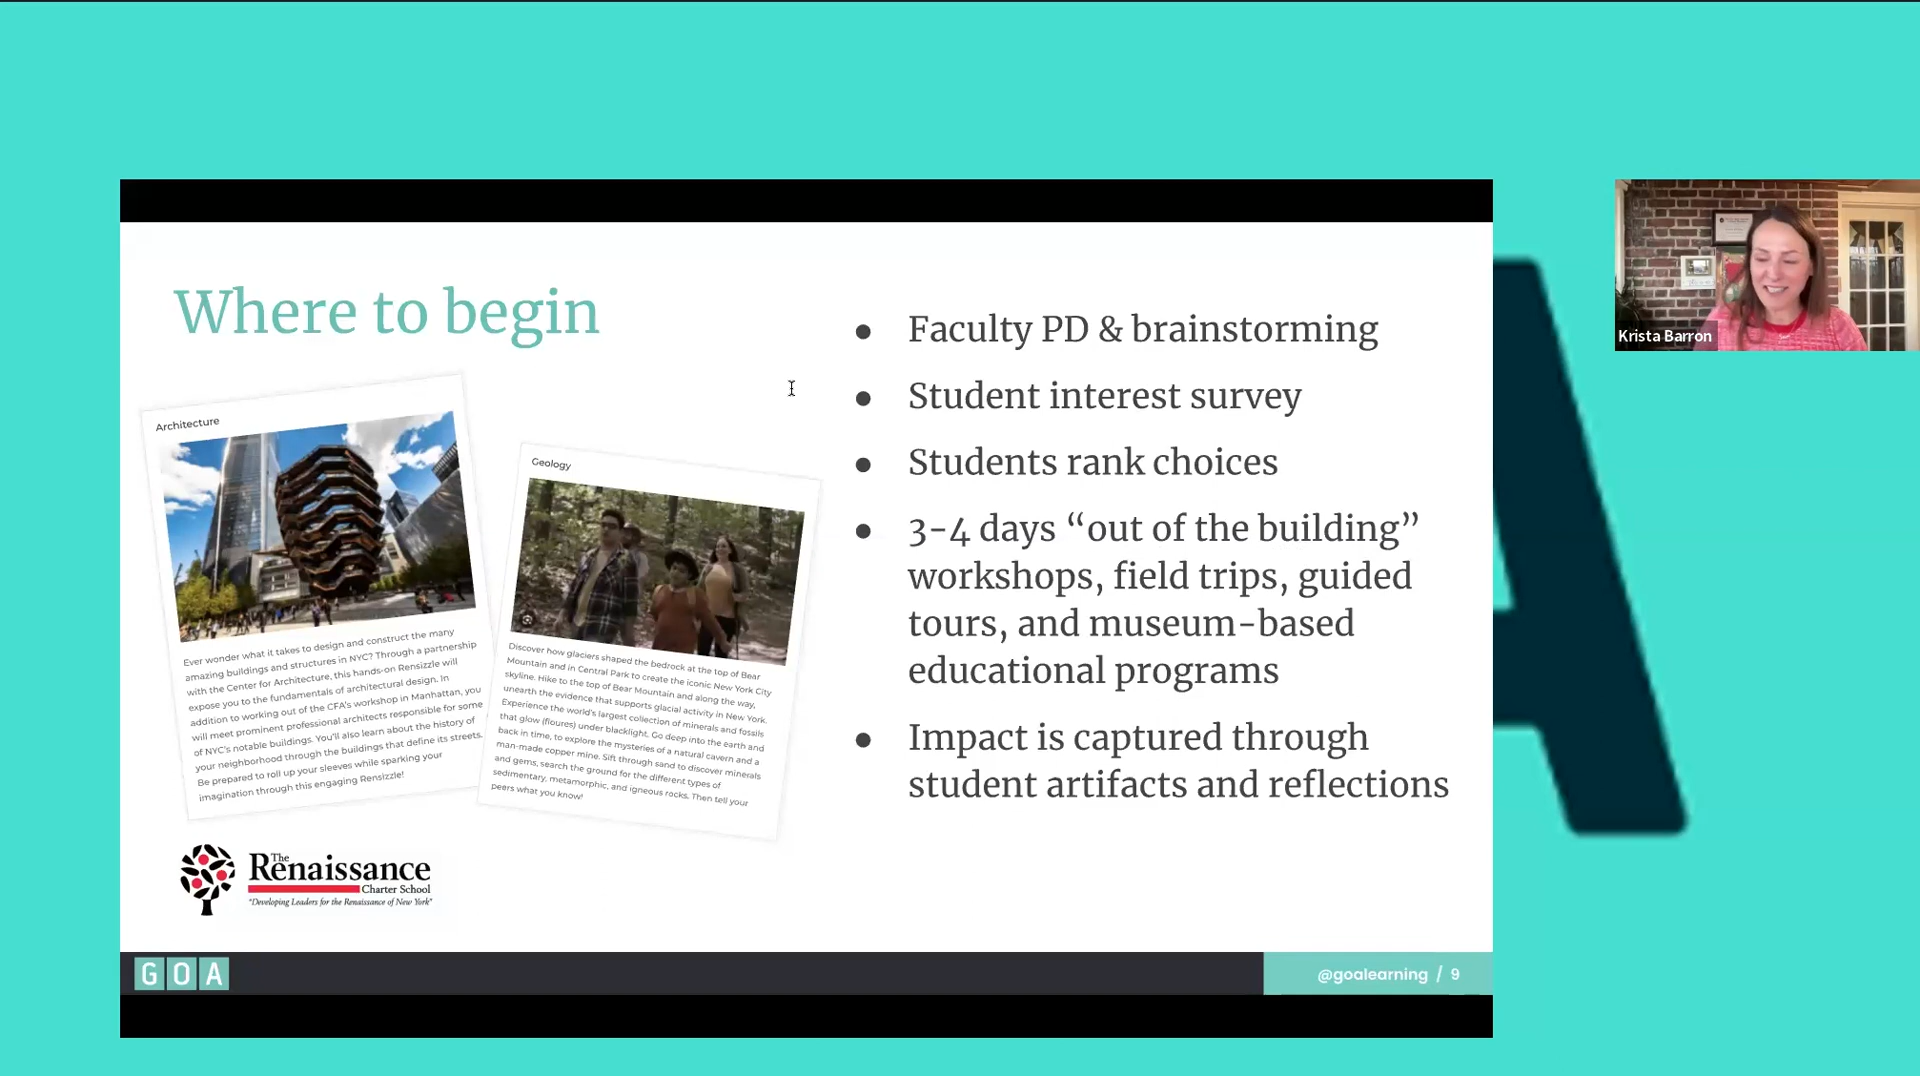 Where to begin
Architecture
Ever wonder what it takes to design and construct the many
amazing buildings and structures in NYC? Through a partnership
with the Center for Architecture, this hands-on Rensizzle will
expose you to the fundamentals of architectural design. In
addition to working out of the CFA's workshop in Manhattan, you
will meet prominent professional architects responsible for some
of NYC's notable buildings. You'll also learn about the history of
your neighborhood through the buildings that define its streets.
Be prepared to roll up your sleeves while sparking your
imagination through this engaging Rensizzle!
Geology
Discover how glaciers shaped the bedrock at the top of Bear
Mountain and in Central Park to create the iconic New York City
skyline. Hike to the top of Bear Mountain and along the way,
unearth the evidence that supports glacial activity in New York.
Experience the world's largest collection of minerals and fossils
that glow (floures) under blacklight. Go deep into the earth and
back in time, to explore the mysteries of a natural cavern and a
man-made copper mine. Sift through sand to discover minerals
and gems, search the ground for the different types of
sedimentary, metamorphic, and igneous rocks. Then tell your
peers what you know!
The
Renaissance
Charter School
"Developing Leaders for the Renaissance of New York"
● Faculty PD & brainstorming
● Student interest survey
● Students rank choices
● 3-4 days “out of the building”
workshops, field trips, guided
tours, and museum-based
educational programs
● Impact is captured through
student artifacts and reflections
GOA
@goalearning / 9
Krista Barron
A